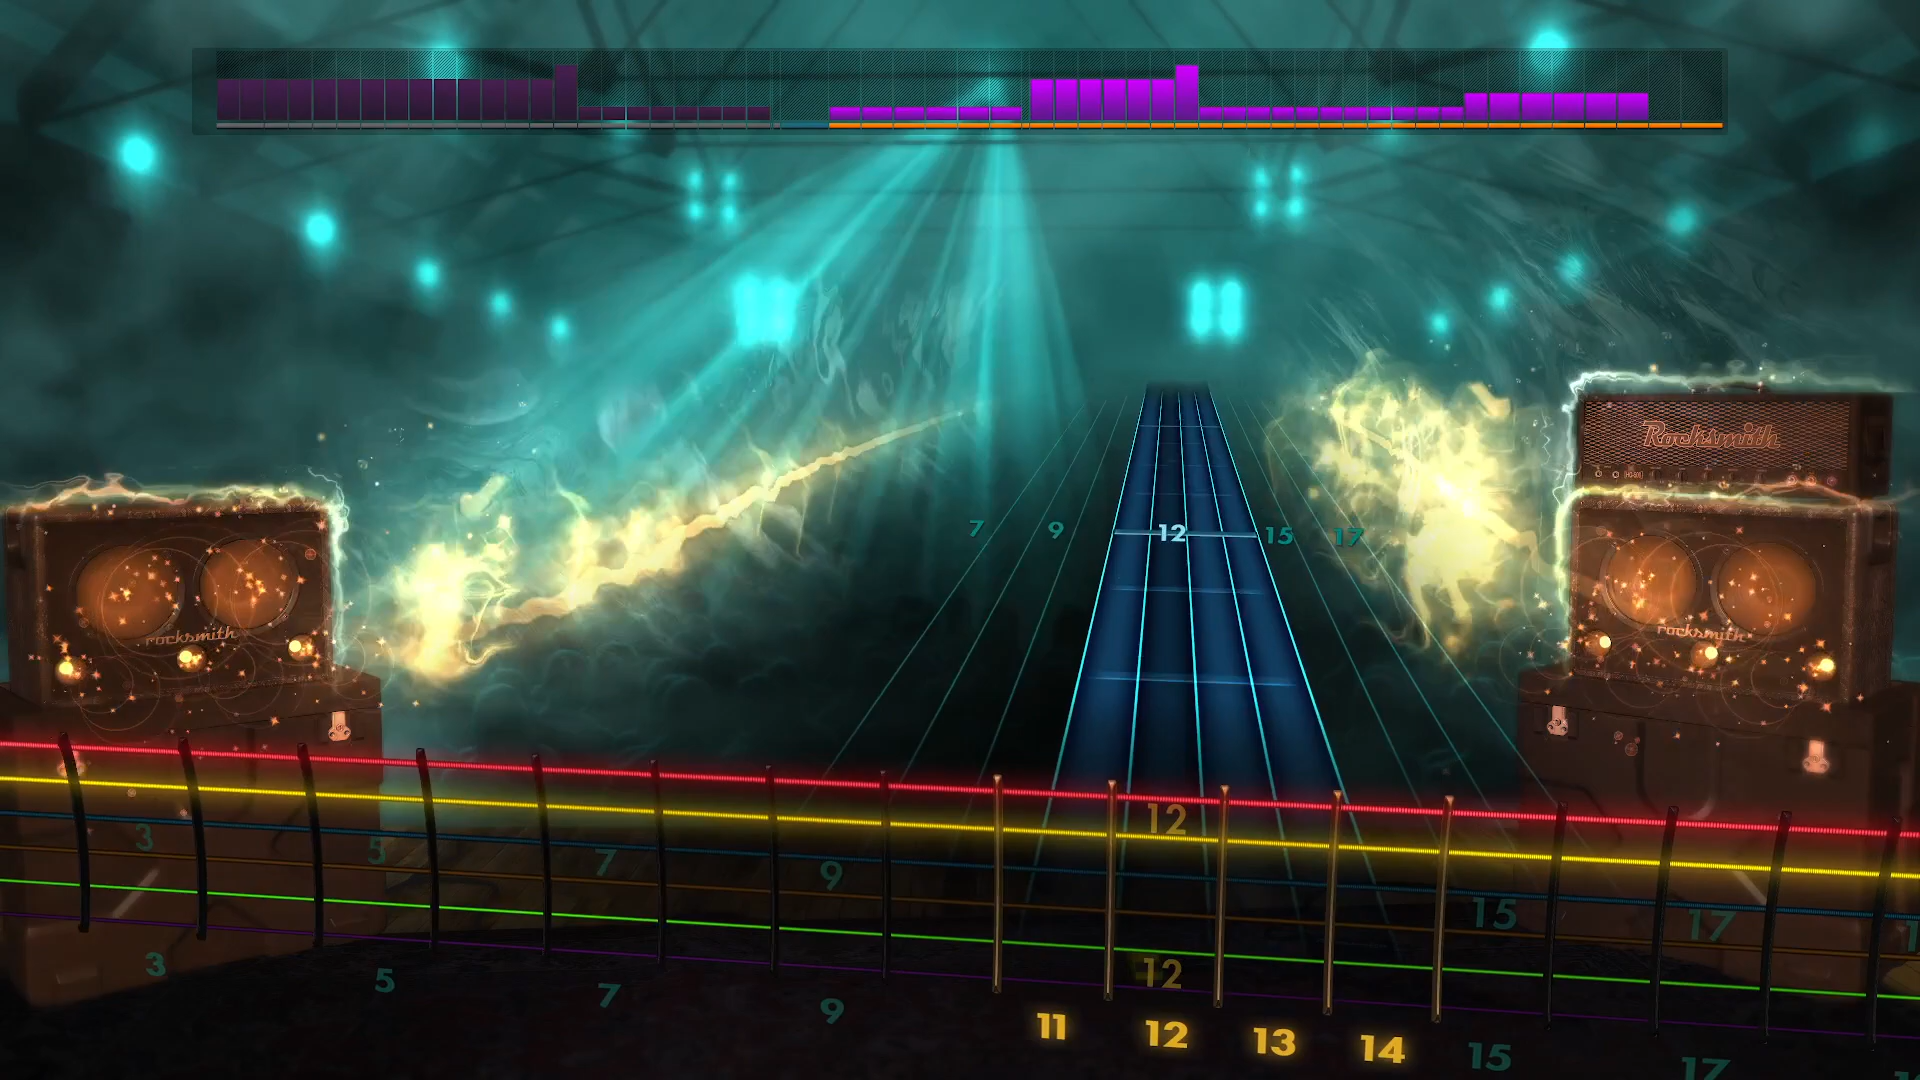 Rocksmith
7 9 12 15 17
rocksmith
rocksmith
12
3 5 7 9
15 17
12
3 5 7 9
11 12 13 14 15 17